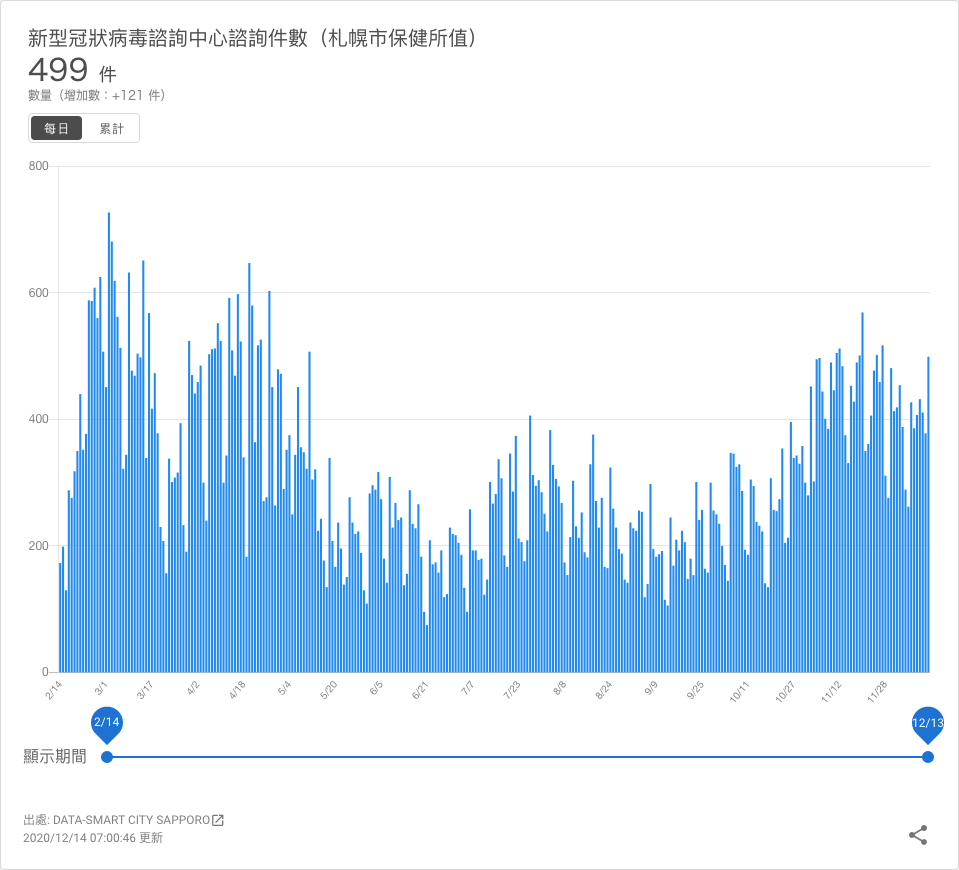 新型冠狀病毒諮詢中心諮詢件數（札幌市保健所值）
499 件
數量（增加數：+121 件）
每日 累計
800
600
400
200
0
2/14 3/1 3/17 4/2 4/18 5/4 5/20 6/5 6/21 7/7 7/23 8/8 8/24 9/9 9/25 10/11 10/27 11/12 11/28
2/14 12/13
顯示期間
出處: DATA-SMART CITY SAPPORO
2020/12/14 07:00:46 更新